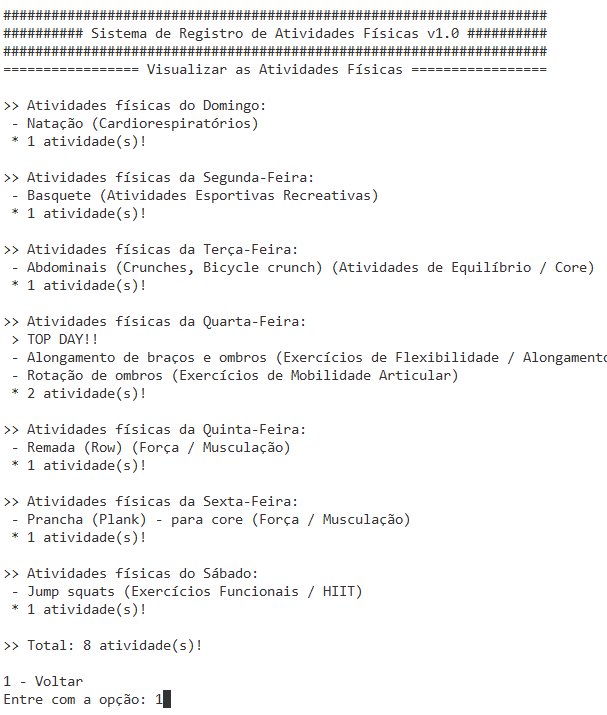 ####################################################################
########## Sistema de Registro de Atividades Físicas v1.0 ##########
####################################################################
================= Visualizar as Atividades Físicas =================
>> Atividades físicas do Domingo:
- Natação (Cardiorespiratórios)
* 1 atividade(s)!
>> Atividades físicas da Segunda-Feira:
- Basquete (Atividades Esportivas Recreativas)
* 1 atividade(s)!
>> Atividades físicas da Terça-Feira:
- Abdominais (Crunches, Bicycle crunch) (Atividades de Equilíbrio / Core)
* 1 atividade(s)!
>> Atividades físicas da Quarta-Feira:
> TOP DAY!!
- Alongamento de braços e ombros (Exercícios de Flexibilidade / Alongamento
- Rotação de ombros (Exercícios de Mobilidade Articular)
* 2 atividade(s)!
>> Atividades físicas da Quinta-Feira:
- Remada (Row) (Força / Musculação)
* 1 atividade(s)!
>> Atividades físicas da Sexta-Feira:
- Prancha (Plank) - para core (Força / Musculação)
* 1 atividade(s)!
>> Atividades físicas do Sábado:
- Jump squats (Exercícios Funcionais / HIIT)
* 1 atividade(s)!
>> Total: 8 atividade(s)!
1 - Voltar
Entre com a opção: 1